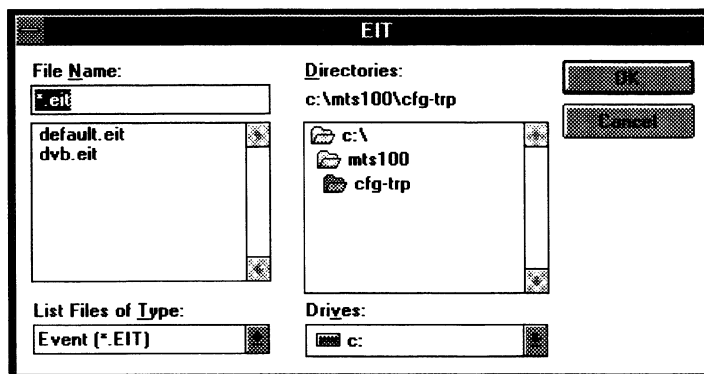 EIT
File Name:
*.eit
default.eit
dvb.eit
List Files of Type:
Event (*.EIT)
Directories:
c:\mts100\cfg-trp
c:\
mts100
cfg-trp
Drives:
c:
OK
Cancel